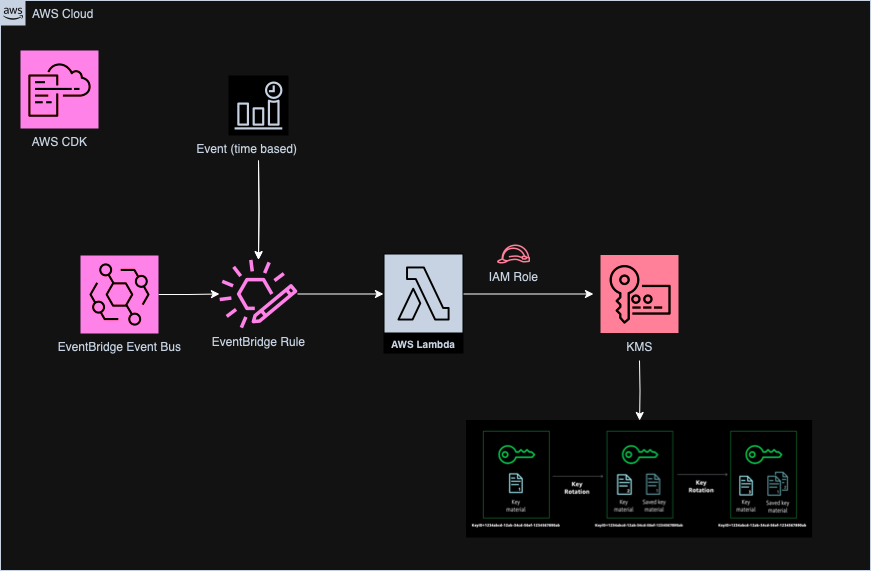 aws
AWS Cloud
AWS CDK
Event (time based)
EventBridge Event Bus
EventBridge Rule
AWS Lambda
IAM Role
KMS
Key
material
Key
Rotation
Key
material
Saved key
material
Key
Rotation
Key
material
Saved key
material
KeyID=1234abcd-12ab-34cd-56ef-1234567890ab
KeyID=1234abcd-12ab-34cd-56ef-1234567890ab
KeyID=1234abcd-12ab-34cd-56ef-1234567890ab